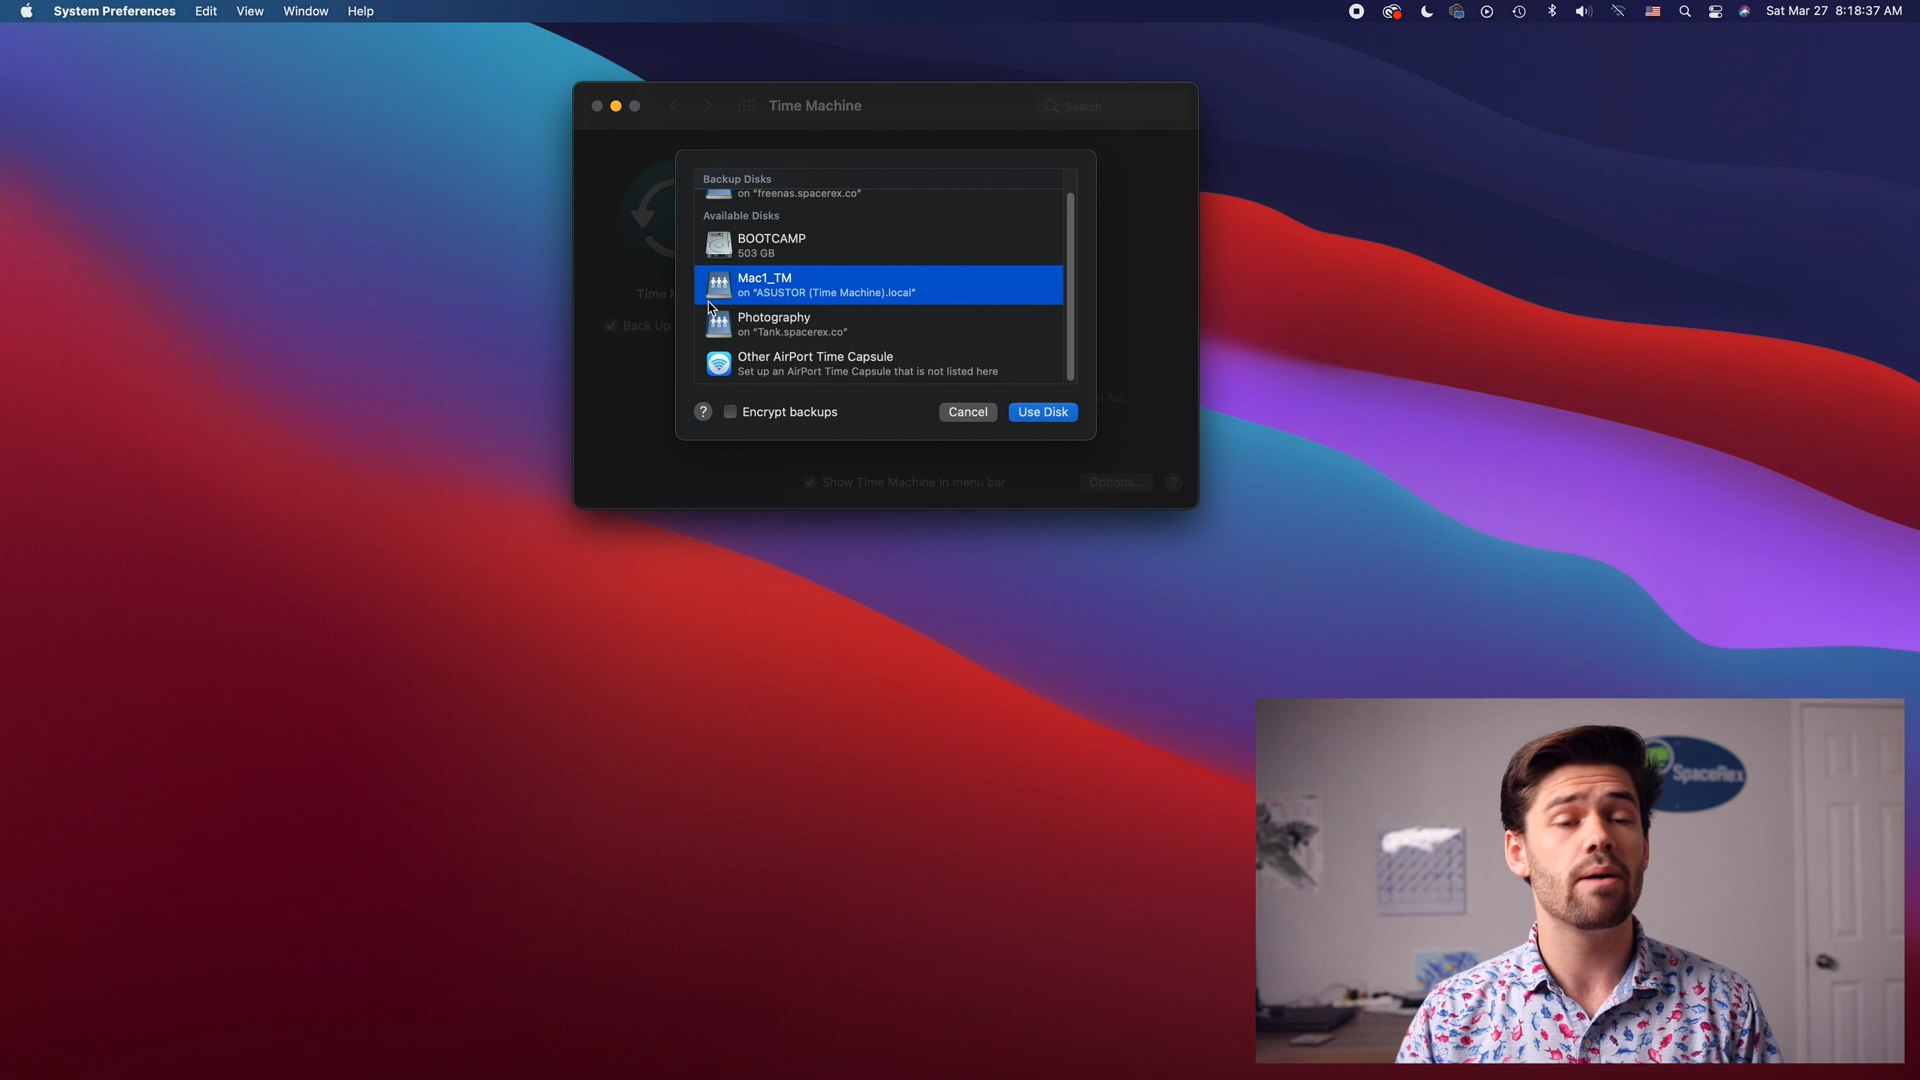 System Preferences Edit View Window Help
Sat Mar 27 8:18:37 AM
Time Machine
Search
Backup Disks
on "freenas.spacerex.co"
Available Disks
BOOTCAMP
503 GB
Mac1_TM
on "ASUSTOR (Time Machine).local"
Photography
on "Tank.spacerex.co"
Other AirPort Time Capsule
Set up an AirPort Time Capsule that is not listed here
? Encrypt backups Cancel Use Disk
Time M
Back Up
s full.
Show Time Machine in menu bar Options... ?
SpaceRex